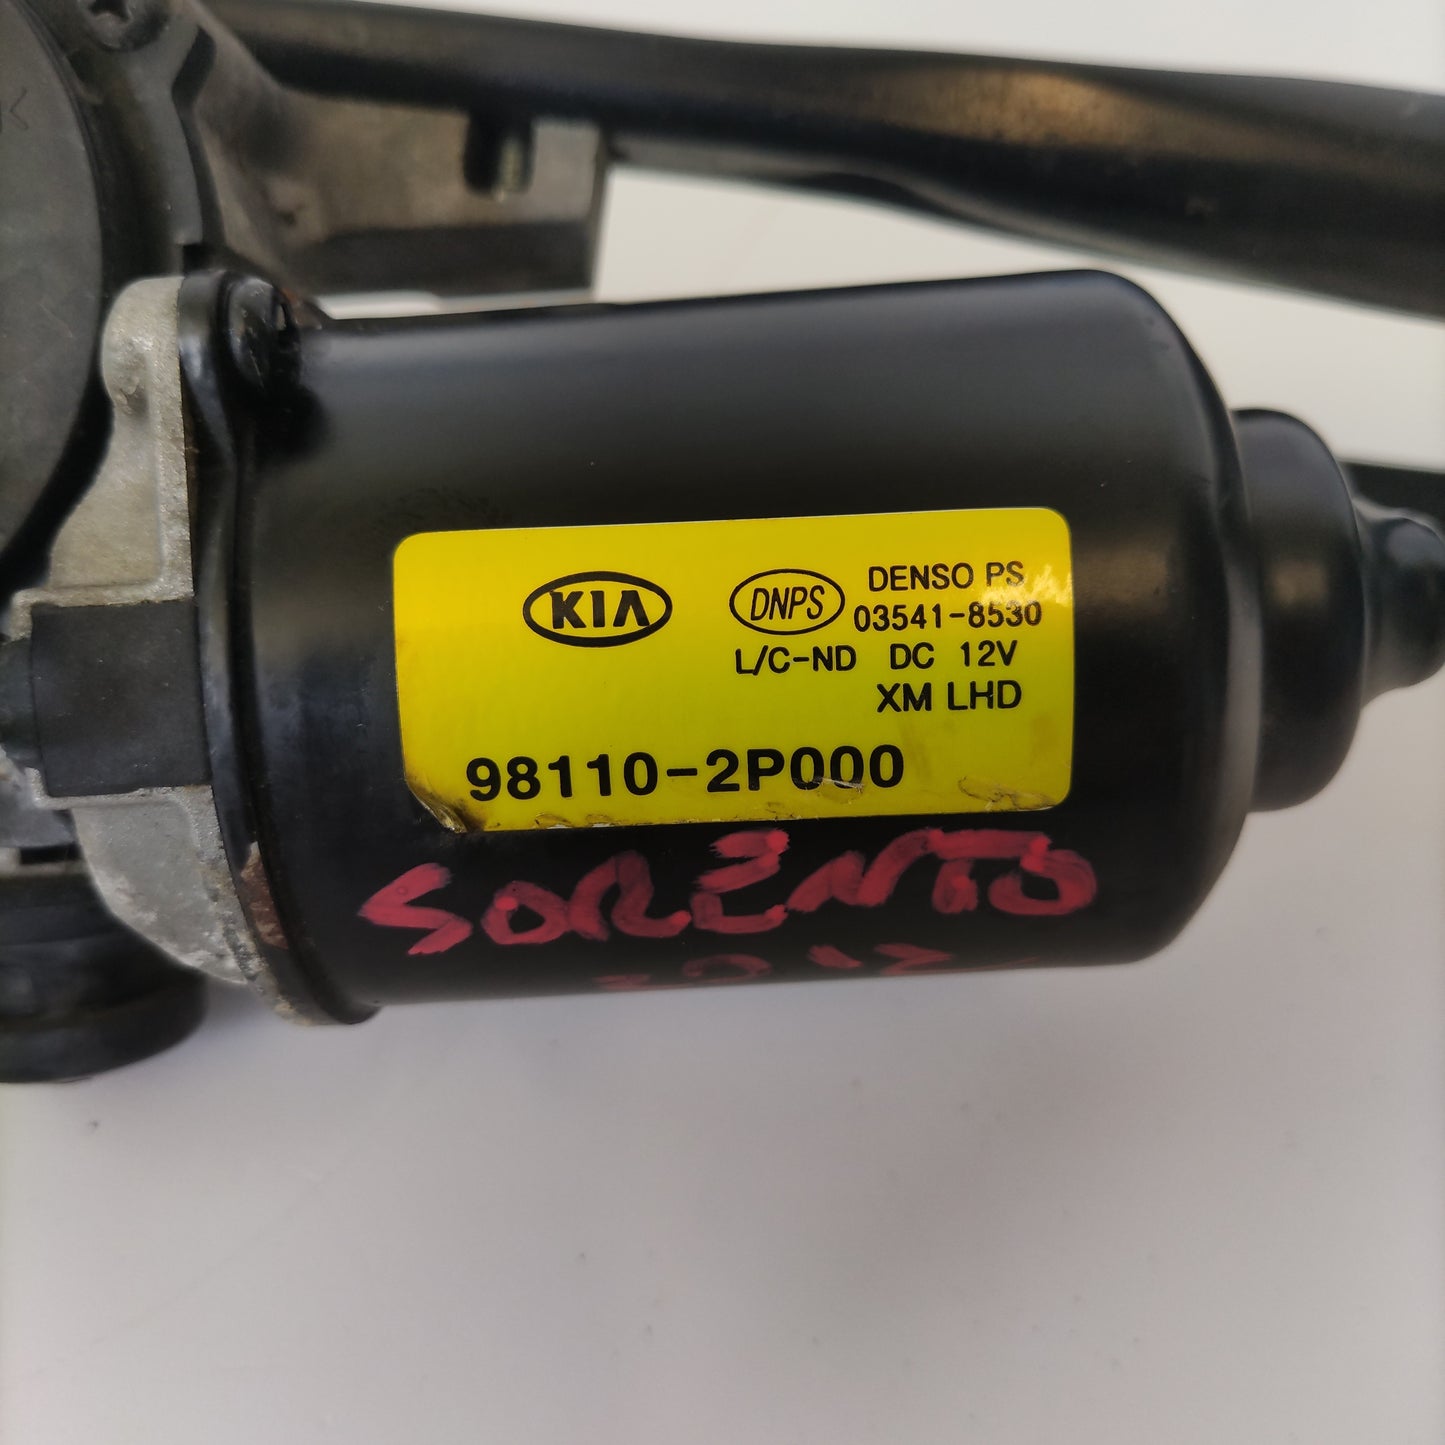 KIA
DNPS
DENSO PS
03541-8530
L/C-ND DC 12V
XM LHD
98110-2P000
SORENTO